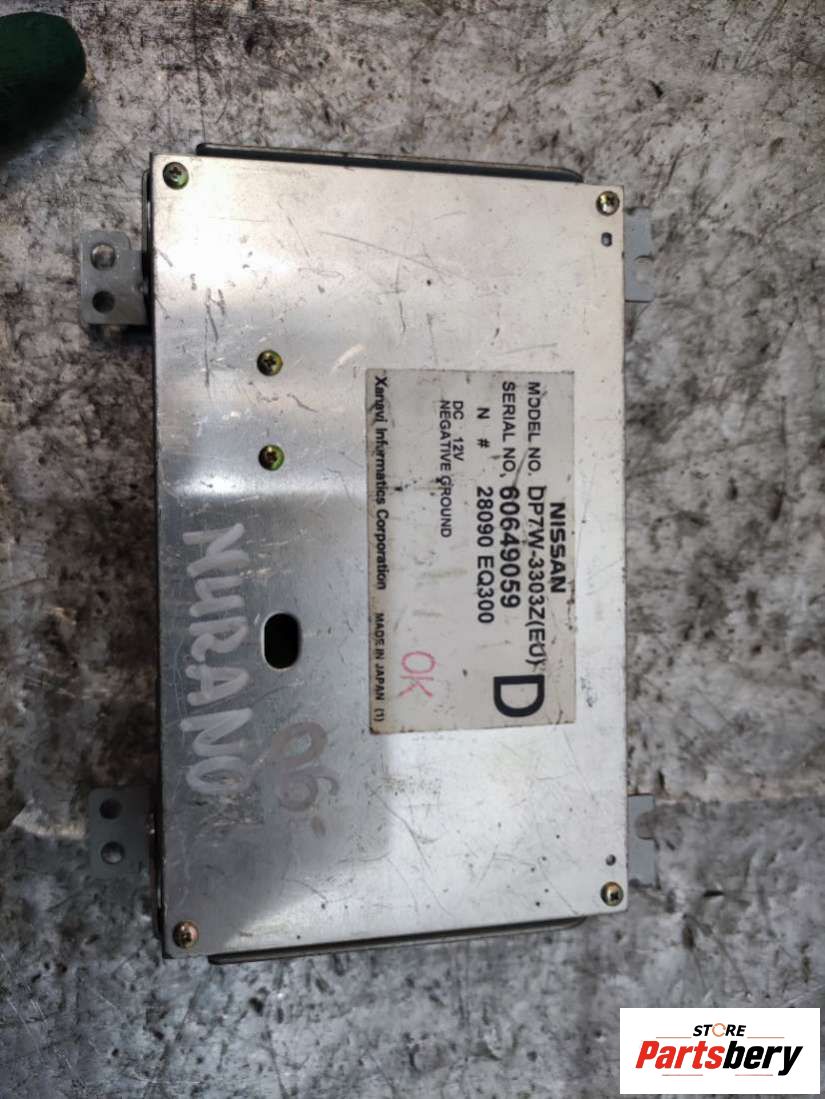 NISSAN
MODEL NO. DP7W-3303Z(EU)
D
SERIAL NO. 60649059
N # 28090 EQ300
DC 12V
NEGATIVE GROUND
OK
Xanavi Informatics Corporation MADE IN JAPAN (1)
06-
MURANO
STORE
Partsbery